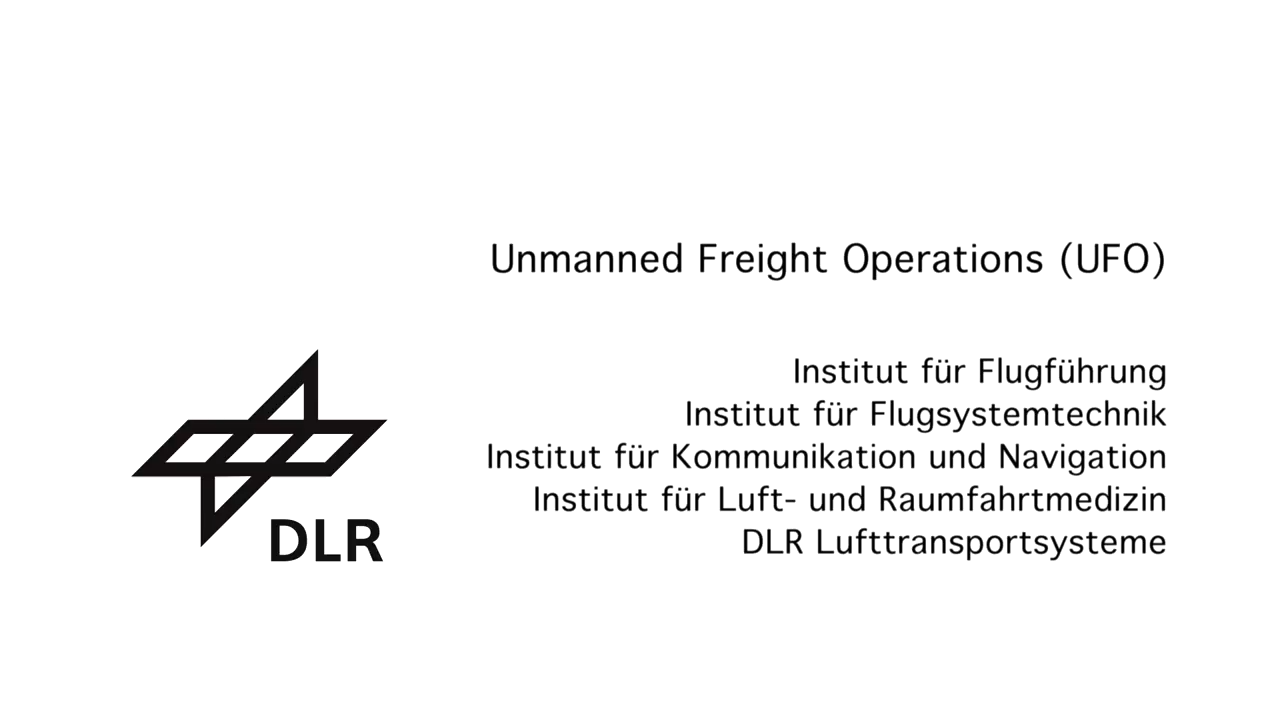 Unmanned Freight Operations (UFO)
Institut für Flugführung
Institut für Flugsystemtechnik
Institut für Kommunikation und Navigation
Institut für Luft- und Raumfahrtmedizin
DLR Lufttransportsysteme
DLR